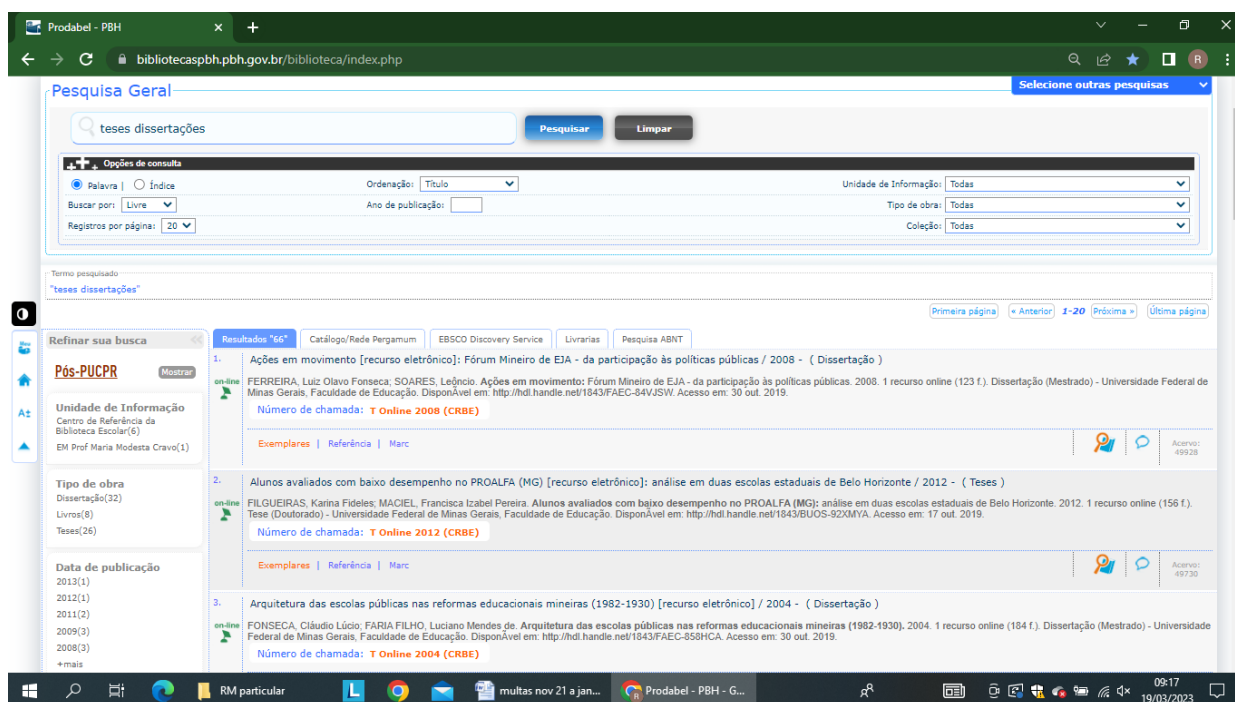 Prodabel - PBH
bibliotecaspbh.pbh.gov.br/biblioteca/index.php
R
Pesquisa Geral
Selecione outras pesquisas
teses dissertações
Pesquisar
Limpar
Opções de consulta
Palavra | Índice
Ordenação: Título
Unidade de Informação: Todas
Buscar por: Livre
Ano de publicação:
Tipo de obra: Todas
Registros por página: 20
Coleção: Todas
Termo pesquisado
"teses dissertações"
Primeira página « Anterior 1-20 Próxima » Última página
Refinar sua busca
Resultados "66" Catálogo/Rede Pergamum EBSCO Discovery Service Livrarias Pesquisa ABNT
Pós-PUCPR Mostrar
Unidade de Informação
Centro de Referência da
Biblioteca Escolar(6)
EM Prof Maria Modesta Cravo(1)
Tipo de obra
Dissertação(32)
Livros(8)
Teses(26)
Data de publicação
2013(1)
2012(1)
2011(2)
2009(3)
2008(3)
+mais
A±
1. Ações em movimento [recurso eletrônico]: Fórum Mineiro de EJA - da participação às políticas públicas / 2008 - ( Dissertação )
on-line
FERREIRA, Luiz Olavo Fonseca; SOARES, Leôncio. Ações em movimento: Fórum Mineiro de EJA - da participação às políticas públicas. 2008. 1 recurso online (123 f.). Dissertação (Mestrado) - Universidade Federal de
Minas Gerais, Faculdade de Educação. DisponÃvel em: http://hdl.handle.net/1843/FAEC-84VJSW. Acesso em: 30 out. 2019.
Número de chamada: T Online 2008 (CRBE)
Exemplares | Referência | Marc
Acervo:
49928
2. Alunos avaliados com baixo desempenho no PROALFA (MG) [recurso eletrônico]: análise em duas escolas estaduais de Belo Horizonte / 2012 - ( Teses )
on-line
FILGUEIRAS, Karina Fideles; MACIEL, Francisca Izabel Pereira. Alunos avaliados com baixo desempenho no PROALFA (MG): análise em duas escolas estaduais de Belo Horizonte. 2012. 1 recurso online (156 f.).
Tese (Doutorado) - Universidade Federal de Minas Gerais, Faculdade de Educação. DisponÃvel em: http://hdl.handle.net/1843/BUOS-92XMYA. Acesso em: 17 out. 2019.
Número de chamada: T Online 2012 (CRBE)
Exemplares | Referência | Marc
Acervo:
49730
3. Arquitetura das escolas públicas nas reformas educacionais mineiras (1982-1930) [recurso eletrônico] / 2004 - ( Dissertação )
on-line
FONSECA, Cláudio Lúcio; FARIA FILHO, Luciano Mendes de. Arquitetura das escolas públicas nas reformas educacionais mineiras (1982-1930). 2004. 1 recurso online (184 f.). Dissertação (Mestrado) - Universidade
Federal de Minas Gerais, Faculdade de Educação. DisponÃvel em: http://hdl.handle.net/1843/FAEC-858HCA. Acesso em: 30 out. 2019.
Número de chamada: T Online 2004 (CRBE)
RM particular
L
multas nov 21 a jan...
Prodabel - PBH - G...
09:17
19/03/2023